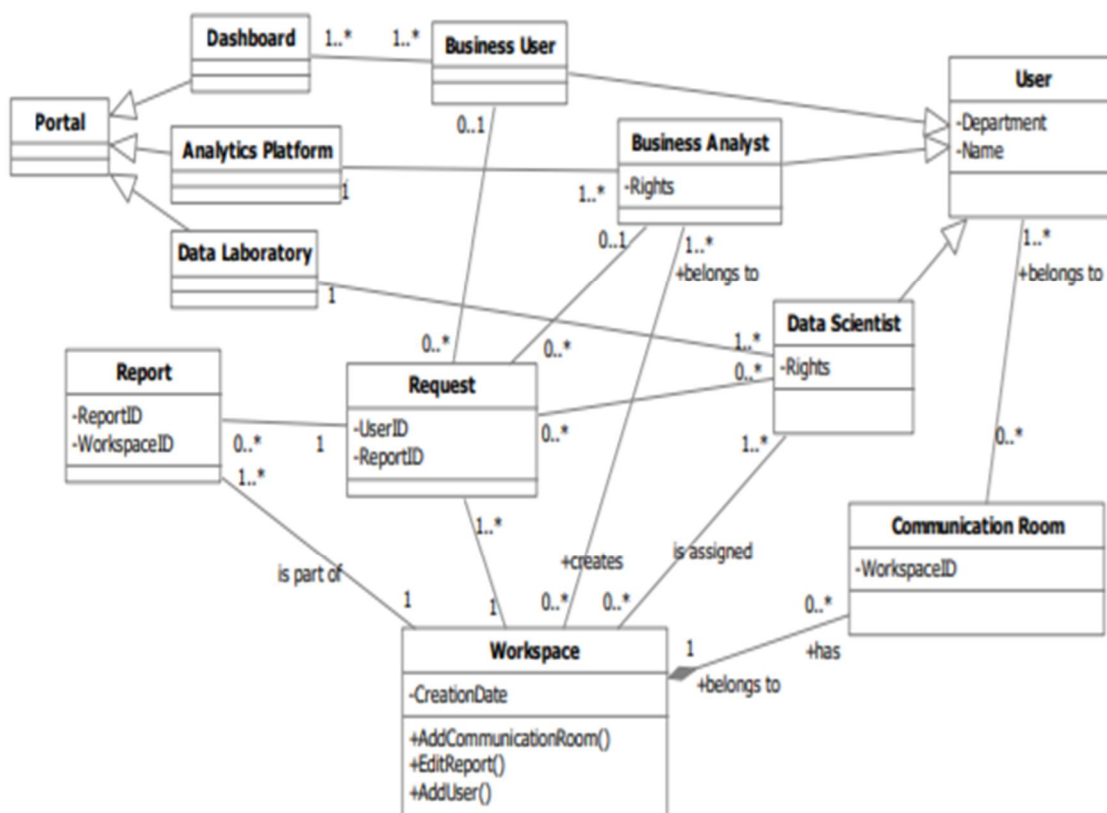 Dashboard
1..*
1..*
Business User
User
-Department
-Name
Portal
0..1
Analytics Platform
1
Business Analyst
-Rights
1..*
0..1
1..*
+belongs to
1..*
+belongs to
Data Laboratory
1
Data Scientist
-Rights
1..*
0..*
Report
-ReportID
-WorkspaceID
0..*
0..*
Request
-UserID
-ReportID
0..*
1
0..*
1..*
1..*
1..*
0..*
Communication Room
-WorkspaceID
is part of
+creates
is assigned
1
1
0..*
0..*
0..*
+has
Workspace
-CreationDate
+AddCommunicationRoom()
+EditReport()
+AddUser()
1
+belongs to